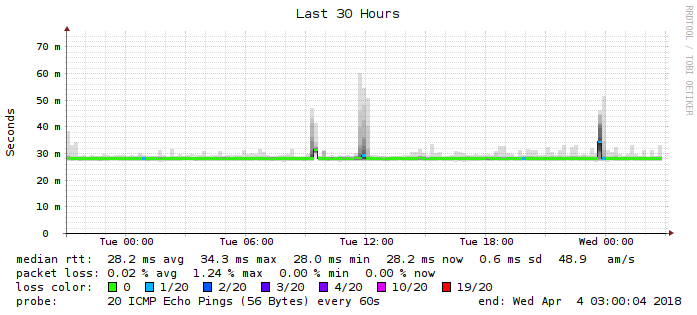 Last 30 Hours
RRDTOOL / TOBI OETIKER
Seconds
70 m
60 m
50 m
40 m
30 m
20 m
10 m
0
Tue 00:00 Tue 06:00 Tue 12:00 Tue 18:00 Wed 00:00
median rtt: 28.2 ms avg 34.3 ms max 28.0 ms min 28.2 ms now 0.6 ms sd 48.9 am/s
packet loss: 0.02 % avg 1.24 % max 0.00 % min 0.00 % now
loss color: 0 1/20 2/20 3/20 4/20 10/20 19/20
probe: 20 ICMP Echo Pings (56 Bytes) every 60s end: Wed Apr 4 03:00:04 2018